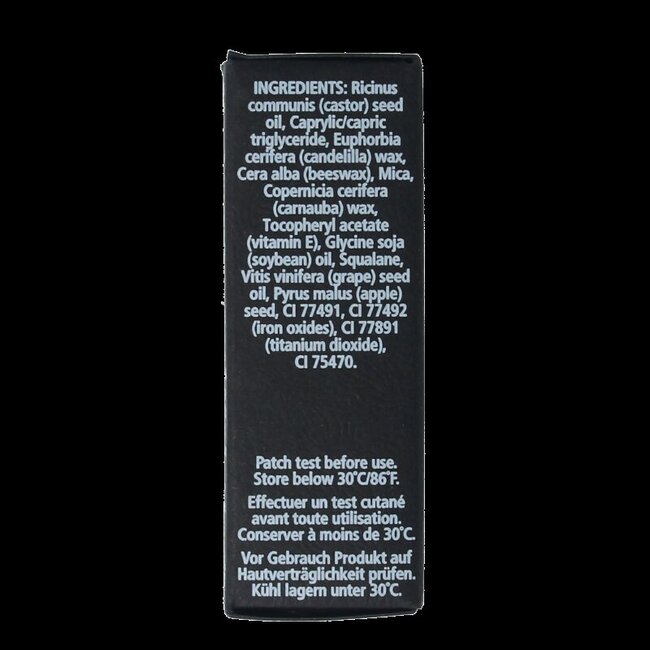 INGREDIENTS: Ricinus
communis (castor) seed
oil, Caprylic/capric
triglyceride, Euphorbia
cerifera (candelilla) wax,
Cera alba (beeswax), Mica,
Copernicia cerifera
(carnauba) wax,
Tocopheryl acetate
(vitamin E), Glycine soja
(soybean) oil, Squalane,
Vitis vinifera (grape) seed
oil, Pyrus malus (apple)
seed, CI 77491, CI 77492
(iron oxides), CI 77891
(titanium dioxide),
CI 75470.
Patch test before use.
Store below 30°C/86°F.
Effectuer un test cutané
avant toute utilisation.
Conserver à moins de 30°C.
Vor Gebrauch Produkt auf
Hautverträglichkeit prüfen.
Kühl lagern unter 30°C.